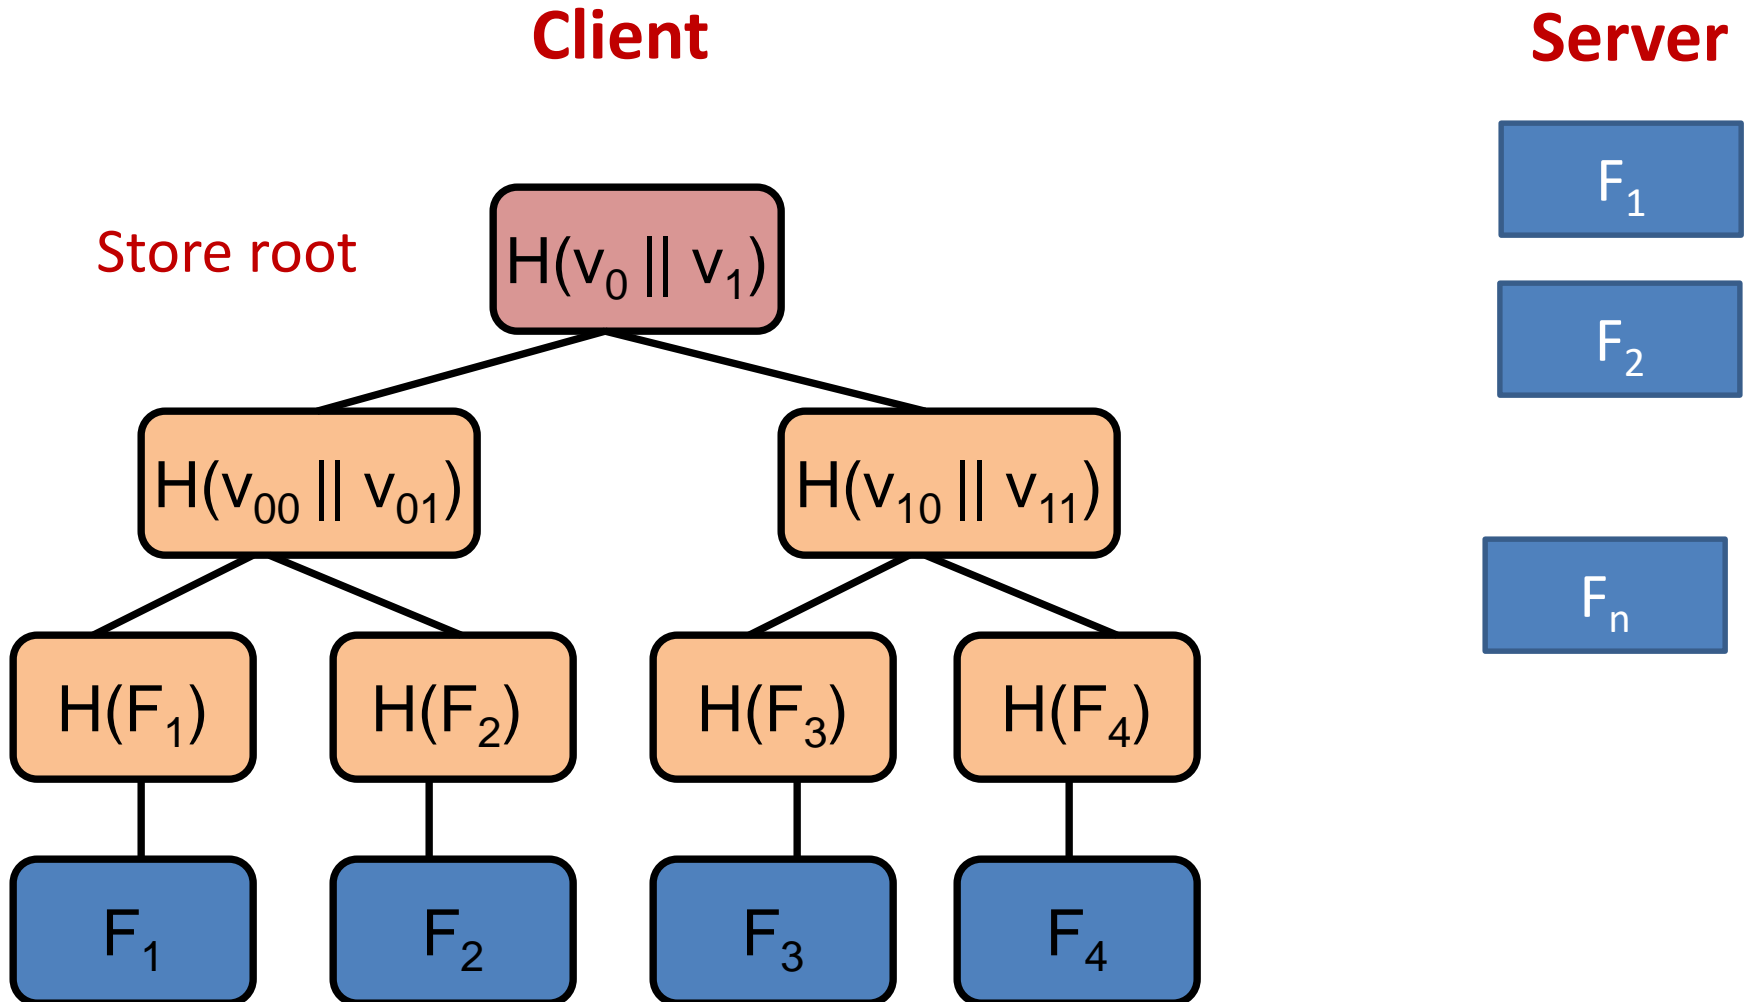 Client
Server
Store root
H(v₀ || v₁)
F₁
F₂
H(v₀₀ || v₀₁)
H(v₁₀ || v₁₁)
Fₙ
H(F₁)
H(F₂)
H(F₃)
H(F₄)
F₁
F₂
F₃
F₄